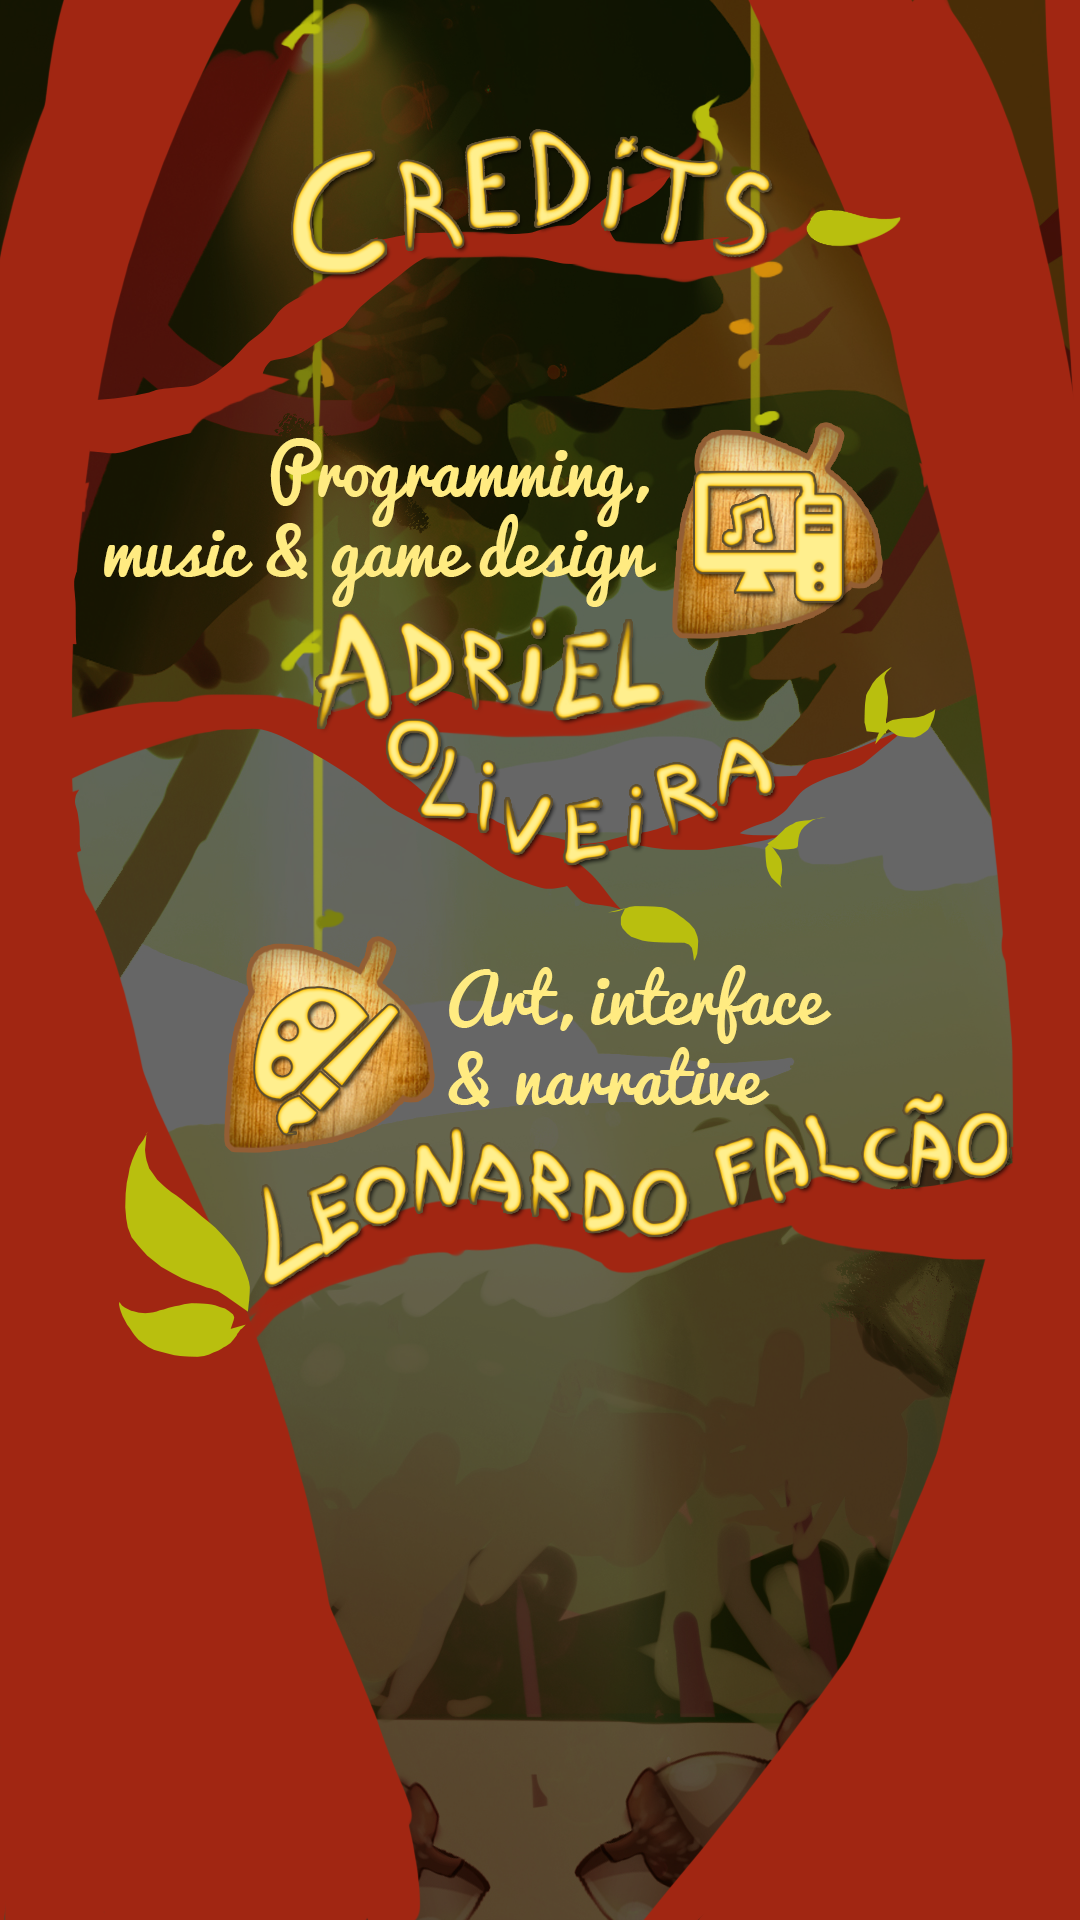 CREDiTS
Programming,
music & game design
ADRiEL
OLiVEiRA
Art, interface
& narrative
LEONARDO FALCÃO